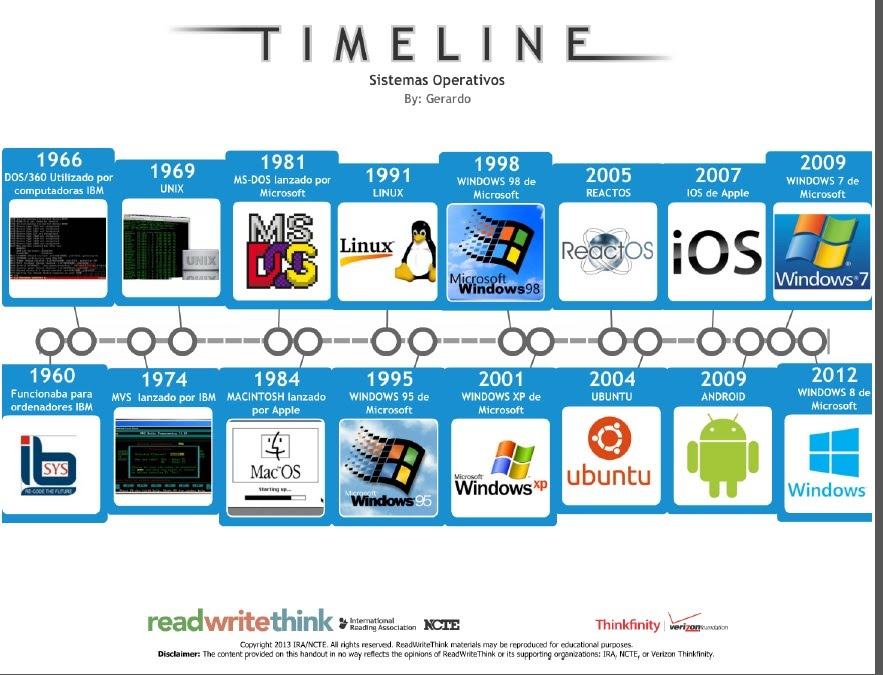 TIMELINE
Sistemas Operativos
By: Gerardo
1966
DOS/360 Utilizado por
computadoras IBM
1969
UNIX
UNIX
1981
MS-DOS lanzado por
Microsoft
MS
DOS
1991
LINUX
Linux
1998
WINDOWS 98 de
Microsoft
Microsoft
Windows98
2005
REACTOS
ReactOS
2007
IOS de Apple
iOS
2009
WINDOWS 7 de
Microsoft
Windows®7
1960
Funcionaba para
ordenadores IBM
ib
SYS
RE-CODE THE FUTURE
1974
MVS lanzado por IBM
1984
MACINTOSH lanzado
por Apple
Mac OS
Starting up...
1995
WINDOWS 95 de
Microsoft
Microsoft
Windows95
2001
WINDOWS XP de
Microsoft
Microsoft
Windows xp
2004
UBUNTU
ubuntu
2009
ANDROID
2012
WINDOWS 8 de
Microsoft
Windows
readwritethink
International
Reading Association
NCTE
Thinkfinity
verizonfoundation
Copyright 2013 IRA/NCTE. All rights reserved. ReadWriteThink materials may be reproduced for educational purposes.
Disclaimer: The content provided on this handout in no way reflects the opinions of ReadWriteThink or its supporting organizations: IRA, NCTE, or Verizon Thinkfinity.